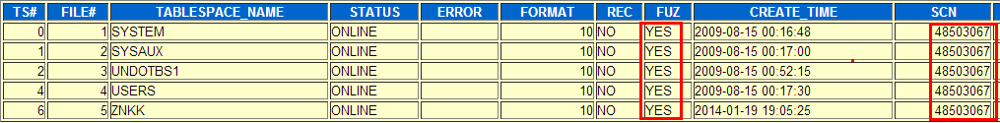 TS# FILE# TABLESPACE_NAME STATUS ERROR FORMAT REC FUZ CREATE_TIME SCN
0 1 SYSTEM ONLINE 10 NO YES 2009-08-15 00:16:48 48503067
1 2 SYSAUX ONLINE 10 NO YES 2009-08-15 00:17:00 48503067
2 3 UNDOTBS1 ONLINE 10 NO YES 2009-08-15 00:52:15 48503067
4 4 USERS ONLINE 10 NO YES 2009-08-15 00:17:30 48503067
6 5 ZNKK ONLINE 10 NO YES 2014-01-19 19:05:25 48503067